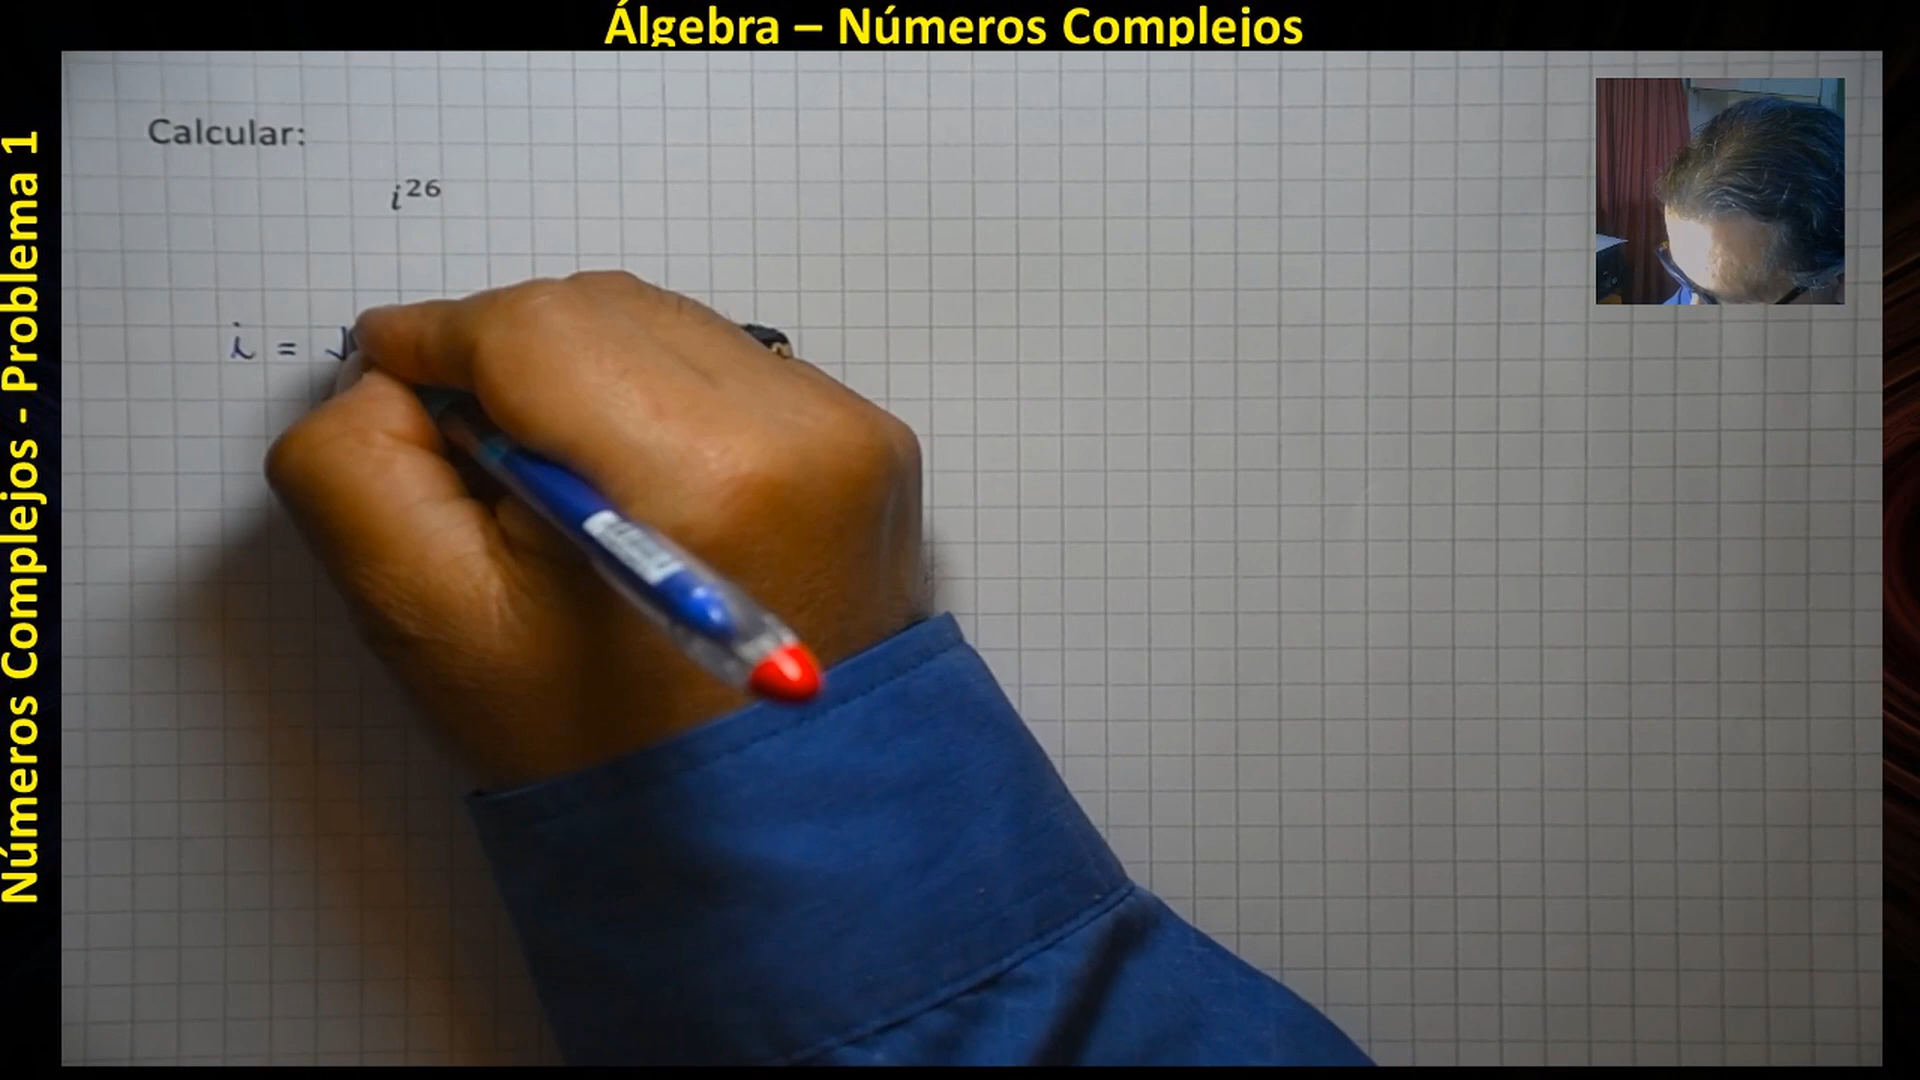 Álgebra – Números Complejos
Números Complejos - Problema 1
Calcular:
i²⁶
i = √